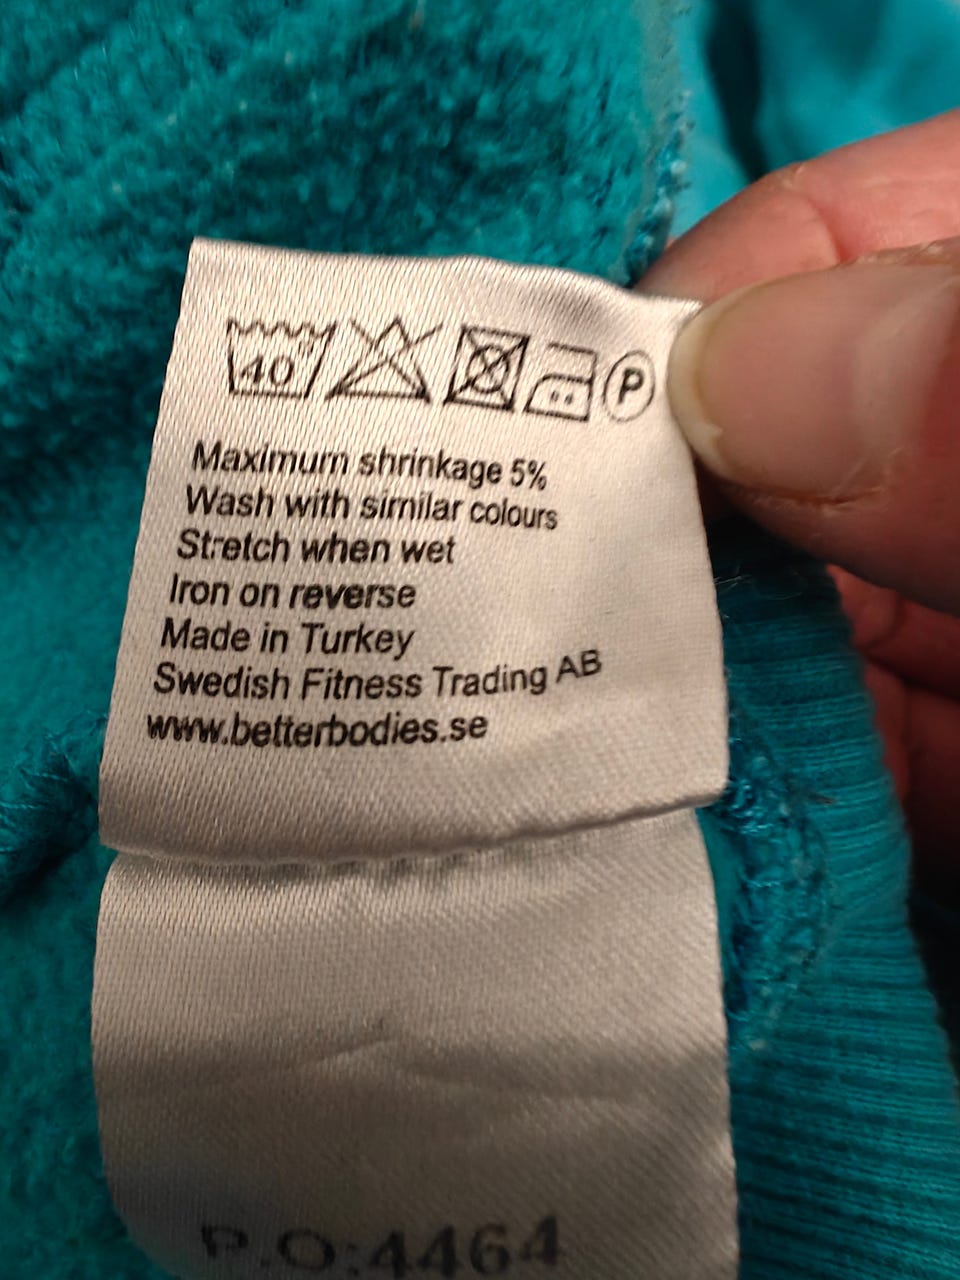 40°
P
Maximum shrinkage 5%
Wash with similar colours
Stretch when wet
Iron on reverse
Made in Turkey
Swedish Fitness Trading AB
www.betterbodies.se
P.O:4464